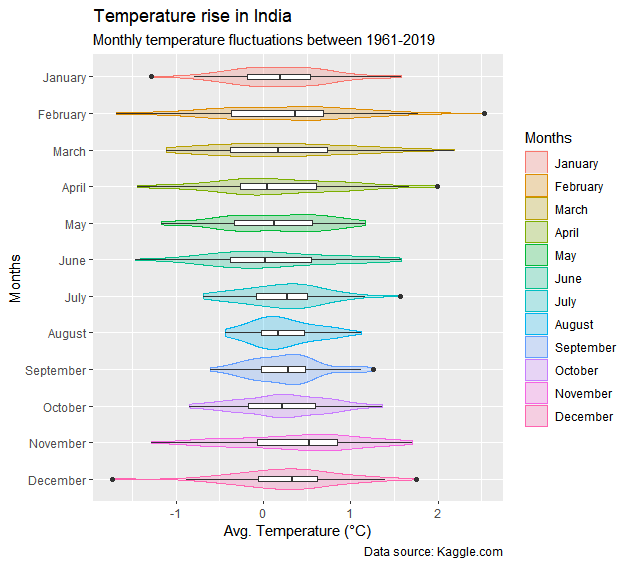 Temperature rise in India
Monthly temperature fluctuations between 1961-2019
January
February
March
April
May
June
July
August
September
October
November
December
Months
-1
0
1
2
Avg. Temperature (°C)
Data source: Kaggle.com
Months
January
February
March
April
May
June
July
August
September
October
November
December